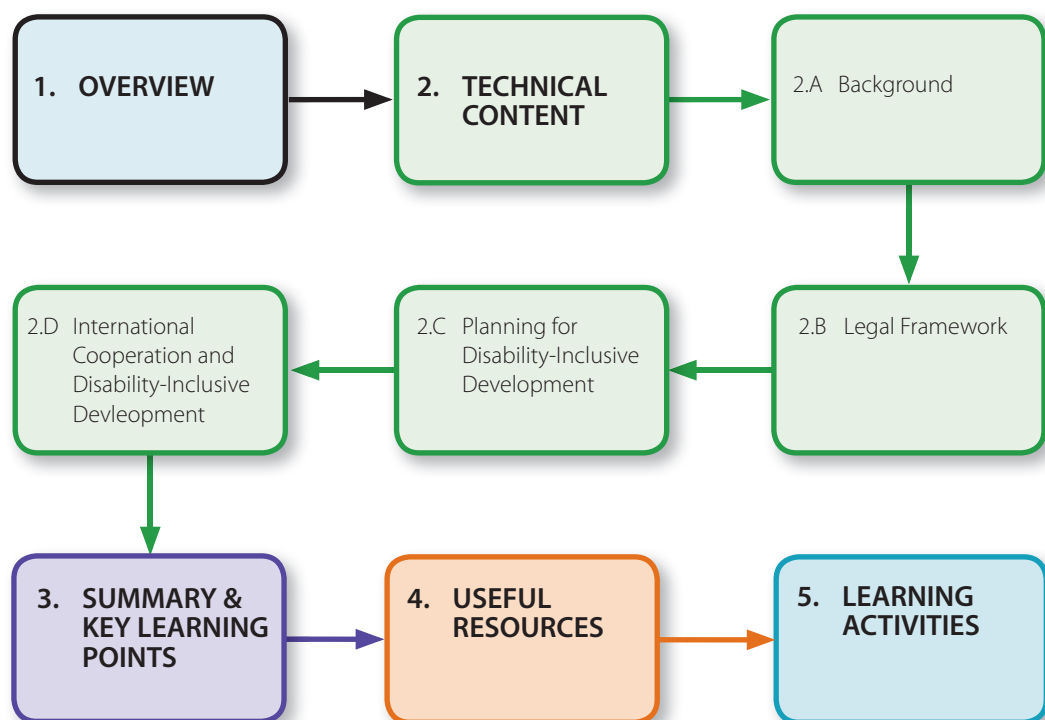 1. OVERVIEW
2. TECHNICAL
CONTENT
2.A Background
2.D International
Cooperation and
Disability-Inclusive
Devleopment
2.C Planning for
Disability-Inclusive
Development
2.B Legal Framework
3. SUMMARY &
KEY LEARNING
POINTS
4. USEFUL
RESOURCES
5. LEARNING
ACTIVITIES